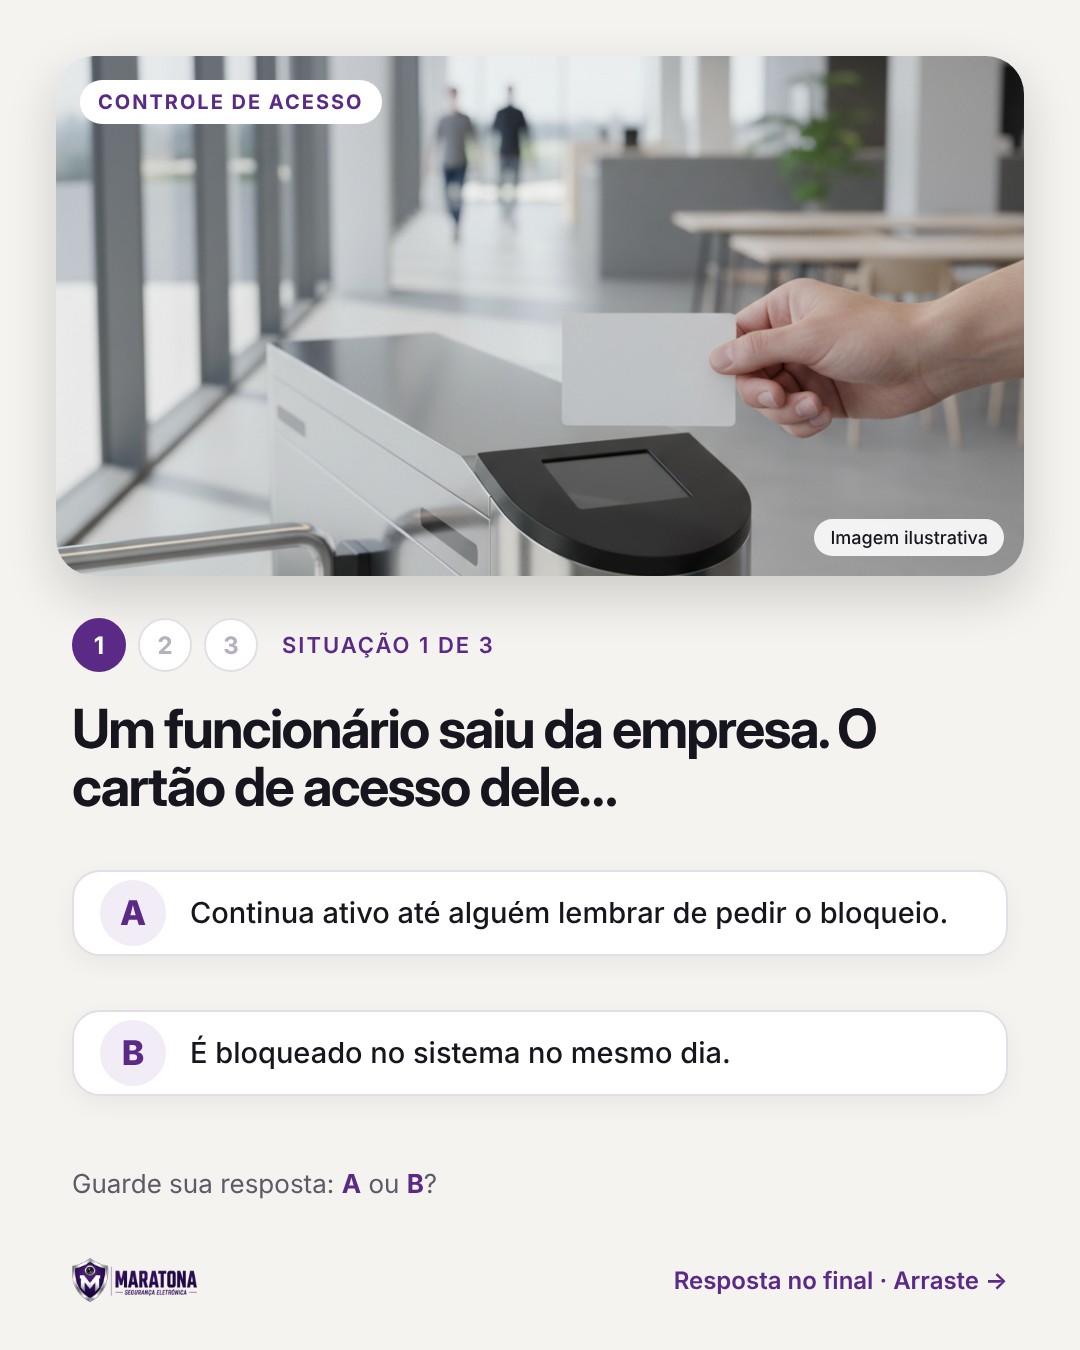 CONTROLE DE ACESSO
Imagem ilustrativa
1 2 3 SITUAÇÃO 1 DE 3
Um funcionário saiu da empresa. O
cartão de acesso dele...
A Continua ativo até alguém lembrar de pedir o bloqueio.
B É bloqueado no sistema no mesmo dia.
Guarde sua resposta: A ou B?
M MARATONA
SEGURANÇA ELETRÔNICA
Resposta no final · Arraste →